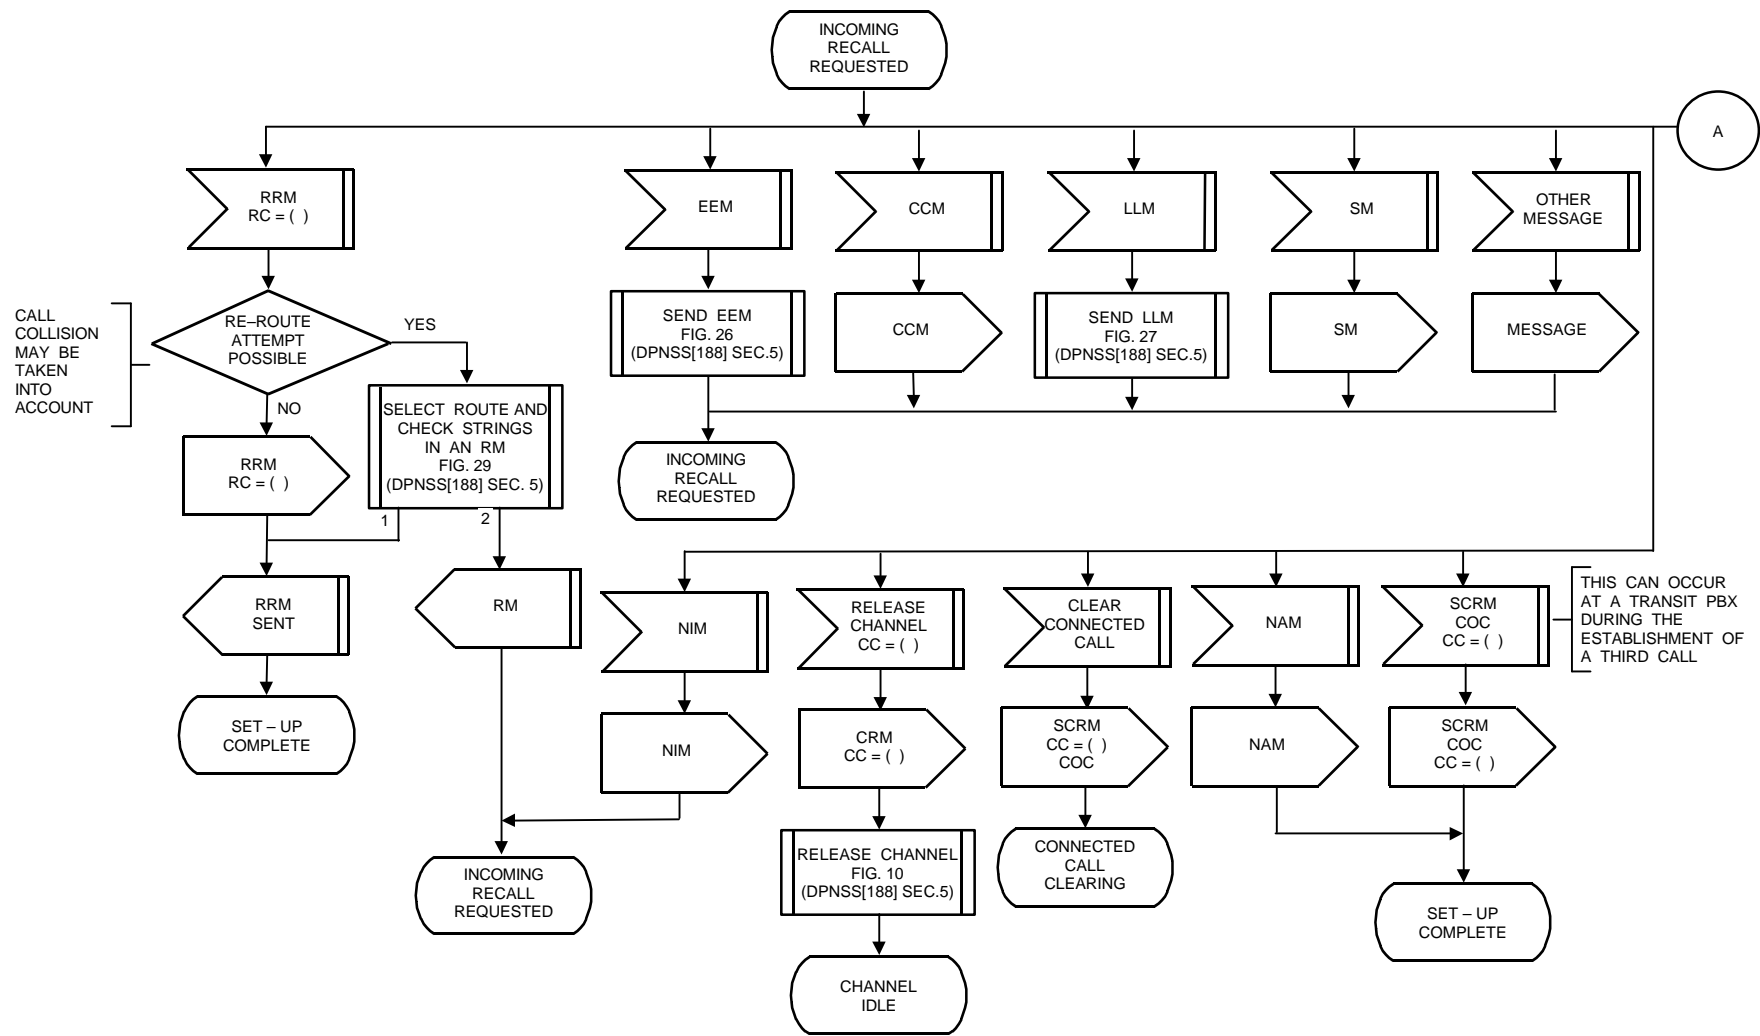 INCOMING
RECALL
REQUESTED
A
RRM
RC = ( )
EEM
CCM
LLM
SM
OTHER
MESSAGE
CALL
COLLISION
MAY BE
TAKEN
INTO
ACCOUNT
RE–ROUTE
ATTEMPT
POSSIBLE
YES
NO
SEND EEM
FIG. 26
(DPNSS[188] SEC.5)
CCM
SEND LLM
FIG. 27
(DPNSS[188] SEC.5)
SM
MESSAGE
RRM
RC = ( )
SELECT ROUTE AND
CHECK STRINGS
IN AN RM
FIG. 29
(DPNSS[188] SEC. 5)
1
2
INCOMING
RECALL
REQUESTED
RRM
SENT
RM
NIM
RELEASE
CHANNEL
CC = ( )
CLEAR
CONNECTED
CALL
NAM
SCRM
COC
CC = ( )
THIS CAN OCCUR
AT A TRANSIT PBX
DURING THE
ESTABLISHMENT OF
A THIRD CALL
SET – UP
COMPLETE
NIM
CRM
CC = ( )
SCRM
CC = ( )
COC
NAM
SCRM
COC
CC = ( )
INCOMING
RECALL
REQUESTED
RELEASE CHANNEL
FIG. 10
(DPNSS[188] SEC.5)
CONNECTED
CALL
CLEARING
SET – UP
COMPLETE
CHANNEL
IDLE